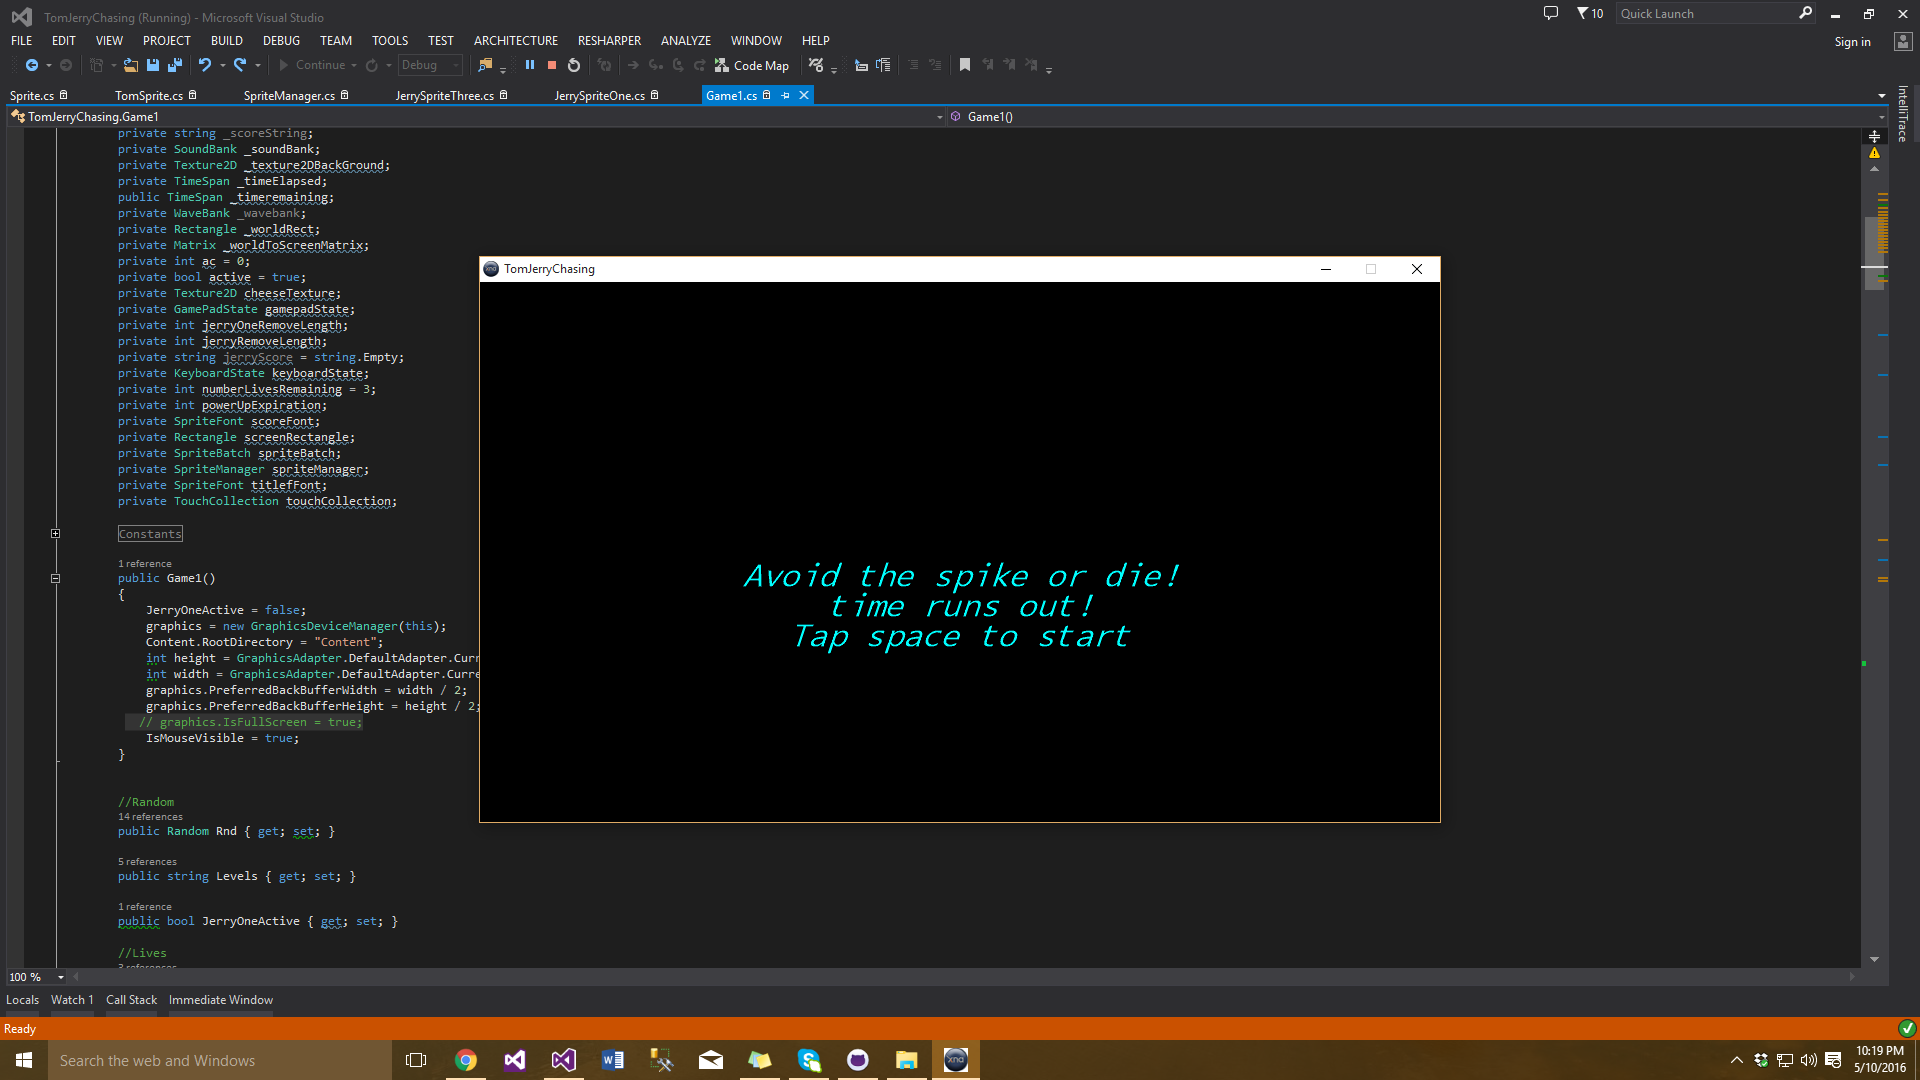 TomJerryChasing (Running) - Microsoft Visual Studio
10
Quick Launch
FILE EDIT VIEW PROJECT BUILD DEBUG TEAM TOOLS TEST ARCHITECTURE RESHARPER ANALYZE WINDOW HELP
Sign in
Continue Debug Code Map
Sprite.cs TomSprite.cs SpriteManager.cs JerrySpriteThree.cs JerrySpriteOne.cs Game1.cs
IntelliTrace
TomJerryChasing.Game1 Game1()
private string _scoreString;
private SoundBank _soundBank;
private Texture2D _texture2DBackGround;
private TimeSpan _timeElapsed;
public TimeSpan _timeremaining;
private WaveBank _wavebank;
private Rectangle _worldRect;
private Matrix _worldToScreenMatrix;
private int ac = 0;
private bool active = true;
private Texture2D cheeseTexture;
private GamePadState gamepadState;
private int jerryOneRemoveLength;
private int jerryRemoveLength;
private string jerryScore = string.Empty;
private KeyboardState keyboardState;
private int numberLivesRemaining = 3;
private int powerUpExpiration;
private SpriteFont scoreFont;
private Rectangle screenRectangle;
private SpriteBatch spriteBatch;
private SpriteManager spriteManager;
private SpriteFont titlefFont;
private TouchCollection touchCollection;
Constants
1 reference
public Game1()
{
JerryOneActive = false;
graphics = new GraphicsDeviceManager(this);
Content.RootDirectory = "Content";
int height = GraphicsAdapter.DefaultAdapter.Curr
int width = GraphicsAdapter.DefaultAdapter.Curre
graphics.PreferredBackBufferWidth = width / 2;
graphics.PreferredBackBufferHeight = height / 2;
// graphics.IsFullScreen = true;
IsMouseVisible = true;
}
//Random
14 references
public Random Rnd { get; set; }
5 references
public string Levels { get; set; }
1 reference
public bool JerryOneActive { get; set; }
//Lives
3 references
TomJerryChasing
xna
Avoid the spike or die!
time runs out!
Tap space to start
100 %
Locals Watch 1 Call Stack Immediate Window
Ready
Search the web and Windows
xna
10:19 PM
5/10/2016